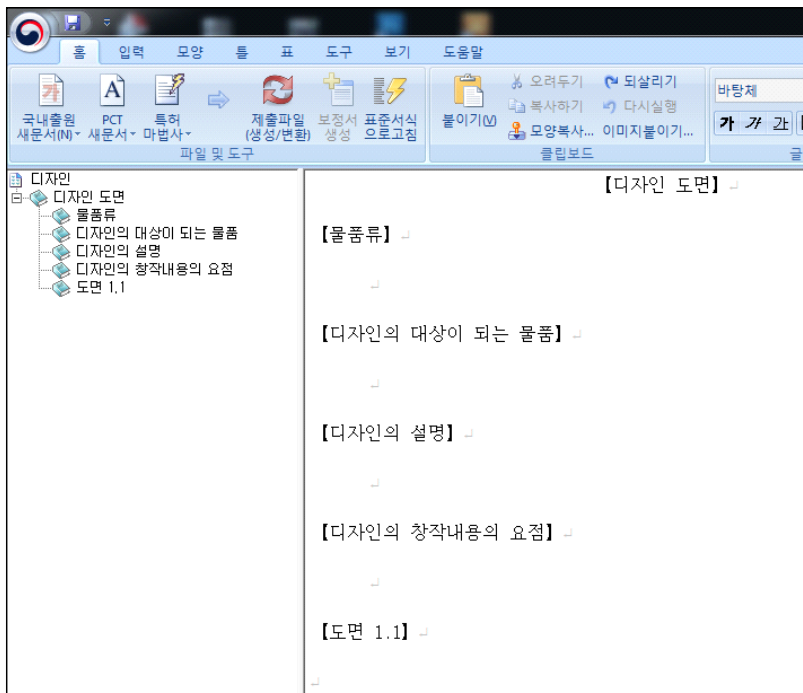 홈 입력 모양 틀 표 도구 보기 도움말
국내출원 새문서(N)
PCT 새문서
특허 마법사
제출파일 (생성/변환)
보정서 생성
표준서식 으로고침
파일 및 도구
붙이기(V)
오려두기
복사하기
모양복사...
되살리기
다시실행
이미지붙이기...
클립보드
바탕체
가 가 가
글
디자인
디자인 도면
물품류
디자인의 대상이 되는 물품
디자인의 설명
디자인의 창작내용의 요점
도면 1.1
【디자인 도면】
【물품류】
【디자인의 대상이 되는 물품】
【디자인의 설명】
【디자인의 창작내용의 요점】
【도면 1.1】